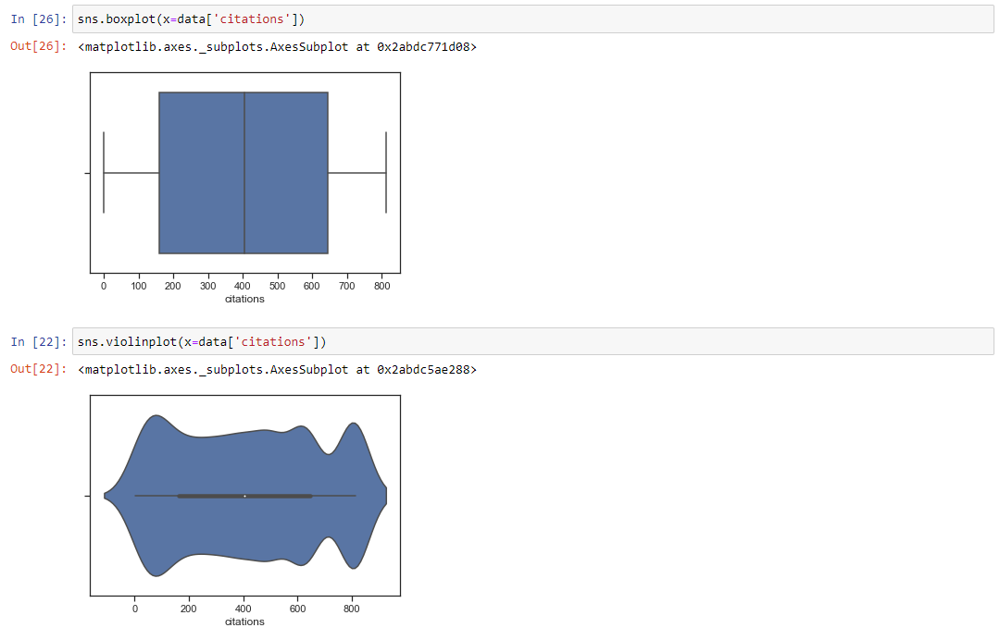 In [26]: sns.boxplot(x=data['citations'])
Out[26]: <matplotlib.axes._subplots.AxesSubplot at 0x2abdc771d08>
0 100 200 300 400 500 600 700 800
citations
In [22]: sns.violinplot(x=data['citations'])
Out[22]: <matplotlib.axes._subplots.AxesSubplot at 0x2abdc5ae288>
0 200 400 600 800
citations